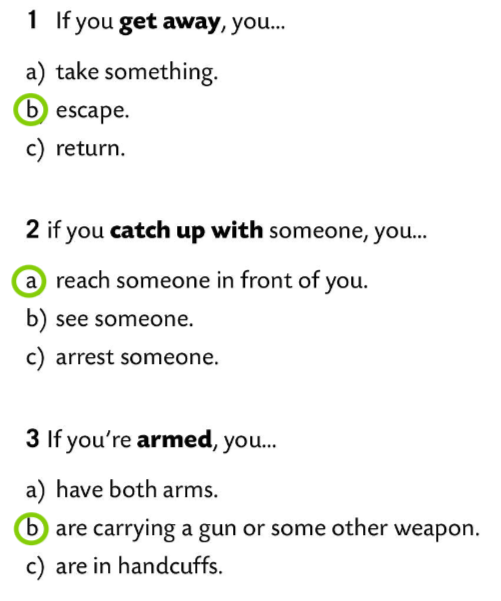 1 If you get away, you...
a) take something.
b) escape.
c) return.
2 if you catch up with someone, you...
a) reach someone in front of you.
b) see someone.
c) arrest someone.
3 If you're armed, you...
a) have both arms.
b) are carrying a gun or some other weapon.
c) are in handcuffs.